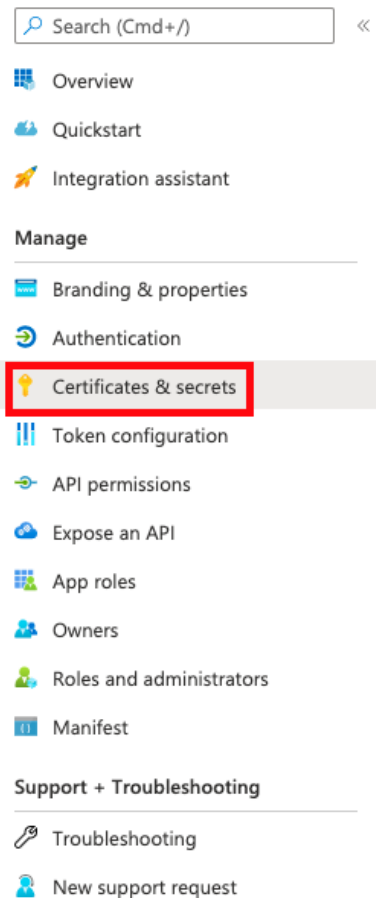 Search (Cmd+/)
Overview
Quickstart
Integration assistant
Manage
Branding & properties
Authentication
Certificates & secrets
Token configuration
API permissions
Expose an API
App roles
Owners
Roles and administrators
Manifest
Support + Troubleshooting
Troubleshooting
New support request